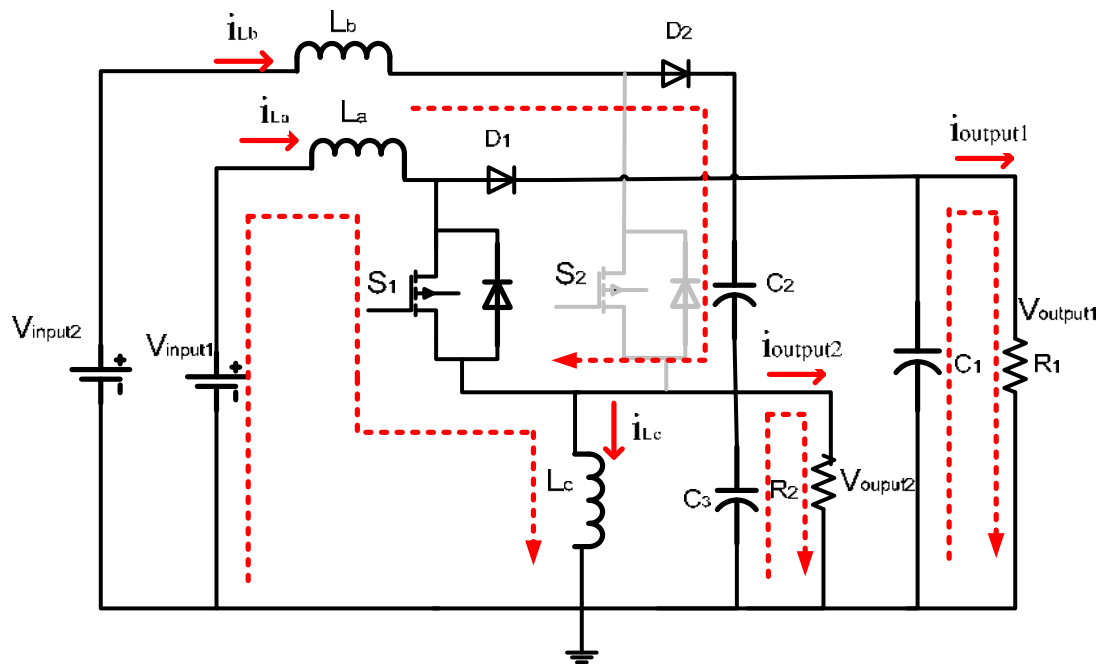 iLb
Lb
D2
iLa
La
D1
ioutput1
S1
S2
C2
Voutput1
Vinput2
Vinput1
+
+
ioutput2
C1
R1
iLc
Lc
C3
R2
Vouput2